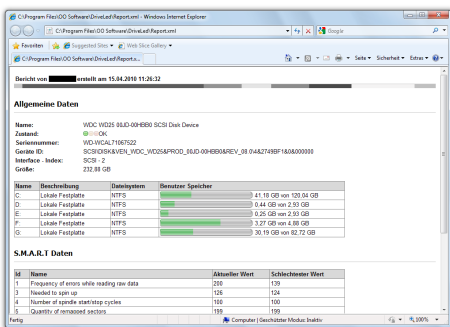 C:\Program Files\OO Software\DriveLed\Report.xml - Windows Internet Explorer
C:\Program Files\OO Software\DriveLed\Report.xml
Google
Favoriten
Suggested Sites
Web Slice Gallery
C:\Program Files\OO Software\DriveLed\Report.x...
Seite
Sicherheit
Extras
Bericht von erstellt am 15.04.2010 11:26:32
Allgemeine Daten
Name: WDC WD25 00JD-00HBB0 SCSI Disk Device
Zustand: OK
Seriennummer: WD-WCAL71067522
Geräte ID: SCSI\DISK&VEN_WDC_WD25&PROD_00JD-00HBB0&REV_08.0\4&2749BF1&0&000000
Interface - Index: SCSI - 2
Größe: 232,88 GB
Name Beschreibung Dateisystem Benutzer Speicher
C: Lokale Festplatte NTFS 41,18 GB von 120,04 GB
D: Lokale Festplatte NTFS 0,44 GB von 2,93 GB
E: Lokale Festplatte NTFS 0,25 GB von 2,93 GB
F: Lokale Festplatte NTFS 3,27 GB von 4,88 GB
G: Lokale Festplatte NTFS 30,19 GB von 82,72 GB
S.M.A.R.T Daten
Id Name Aktueller Wert Schlechtester Wert
1 Frequency of errors while reading raw data 200 139
3 Needed to spin up 126 124
4 Number of spindle start/stop cycles 100 100
5 Quantity of remapped sectors 199 199
Fertig
Computer | Geschützter Modus: Inaktiv
100%